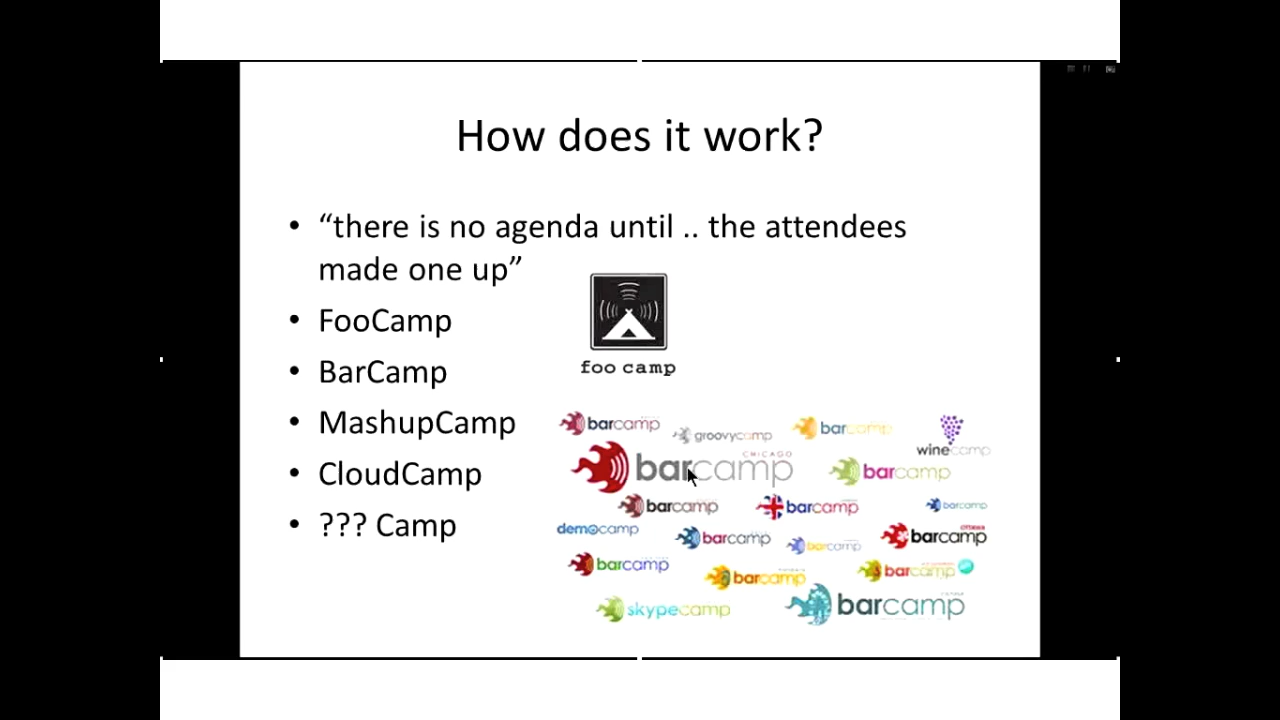 How does it work?
• “there is no agenda until .. the attendees
made one up”
• FooCamp
foo camp
• BarCamp
• MashupCamp
• CloudCamp
• ??? Camp
barcamp
groovycamp
barcamp
winecamp
CHICAGO
barcamp
barcamp
barcamp
barcamp
barcamp
democamp
barcamp
barcamp
OTTAWA
barcamp
barcamp
barcamp
barcamp
skypecamp
barcamp